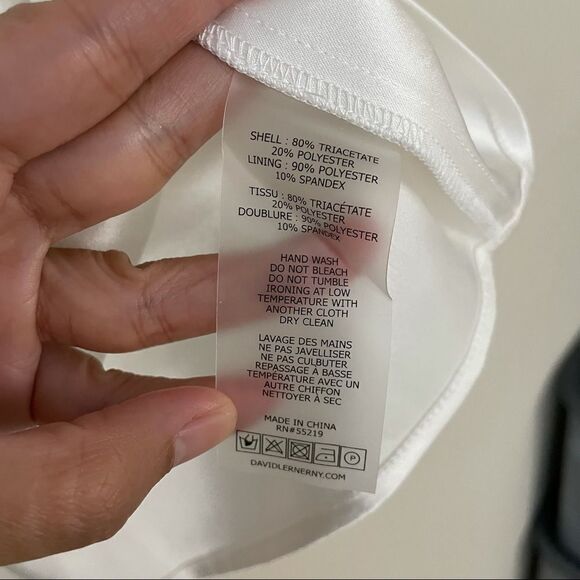 SHELL : 80% TRIACETATE
20% POLYESTER
LINING : 90% POLYESTER
10% SPANDEX
TISSU : 80% TRIACÉTATE
20% POLYESTER
DOUBLURE : 90% POLYESTER
10% SPANDEX
HAND WASH
DO NOT BLEACH
DO NOT TUMBLE
IRONING AT LOW
TEMPERATURE WITH
ANOTHER CLOTH
DRY CLEAN
LAVAGE DES MAINS
NE PAS JAVELLISER
NE PAS CULBUTER
REPASSAGE A BASSE
TEMPÉRATURE AVEC UN
AUTRE CHIFFON
NETTOYER À SEC
MADE IN CHINA
RN#55219
P
DAVIDLERNERNY.COM